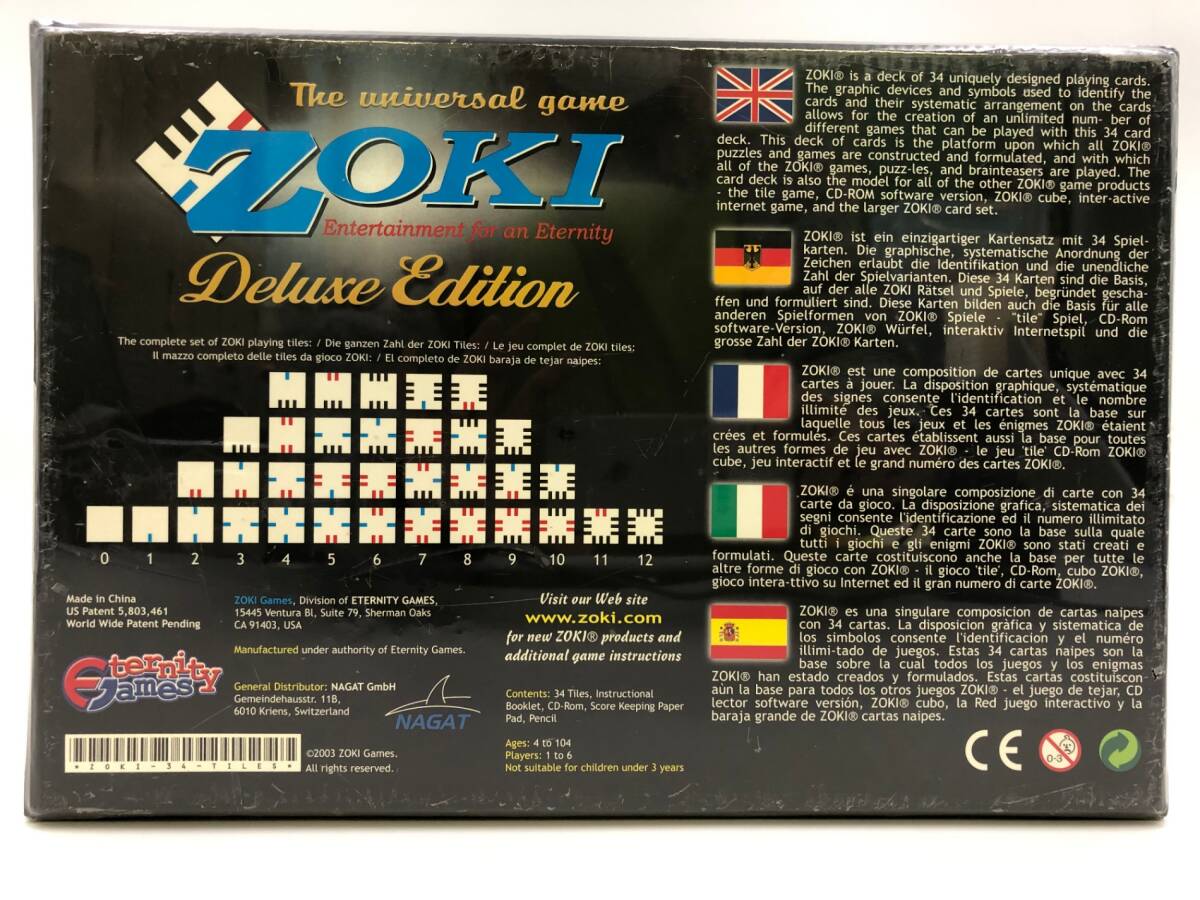 The universal game
ZOKI
Entertainment for an Eternity
Deluxe Edition
The complete set of ZOKI playing tiles: / Die ganzen Zahl der ZOKI Tiles: / Le jeu complet de ZOKI tiles:
Il mazzo completo delle tiles da gioco ZOKI: / El completo de ZOKI baraja de tejar naipes:
0 1 2 3 4 5 6 7 8 9 10 11 12
Made in China
US Patent 5,803,461
World Wide Patent Pending
ZOKI Games, Division of ETERNITY GAMES,
15445 Ventura Bl, Suite 79, Sherman Oaks
CA 91403, USA
Manufactured under authority of Eternity Games.
Eternity
Games
General Distributor: NAGAT GmbH
Gemeindehausstr. 11B,
6010 Kriens, Switzerland
NAGAT
*ZOKI-34-TILES*
©2003 ZOKI Games.
All rights reserved.
Visit our Web site
www.zoki.com
for new ZOKI® products and
additional game instructions
Contents: 34 Tiles, Instructional
Booklet, CD-Rom, Score Keeping Paper
Pad, Pencil
Ages: 4 to 104
Players: 1 to 6
Not suitable for children under 3 years
ZOKI® is a deck of 34 uniquely designed playing cards.
The graphic devices and symbols used to identify the
cards and their systematic arrangement on the cards
allows for the creation of an unlimited num- ber of
different games that can be played with this 34 card
deck. This deck of cards is the platform upon which all ZOKI®
puzzles and games are constructed and formulated, and with which
all of the ZOKI® games, puzz-les, and brainteasers are played. The
card deck is also the model for all of the other ZOKI® game products
- the tile game, CD-ROM software version, ZOKI® cube, inter-active
internet game, and the larger ZOKI® card set.
ZOKI® ist ein einzigartiger Kartensatz mit 34 Spiel-
karten. Die graphische, systematische Anordnung der
Zeichen erlaubt die Identifikation und die unendliche
Zahl der Spielvarianten. Diese 34 Karten sind die Basis,
auf der alle ZOKI Rätsel und Spiele, begründet gescha-
ffen und formuliert sind. Diese Karten bilden auch die Basis für alle
anderen Spielformen von ZOKI® Spiele - "tile" Spiel, CD-Rom
software-Version, ZOKI® Würfel, interaktiv Internetspil und die
grosse Zahl der ZOKI® Karten.
ZOKI® est une composition de cartes unique avec 34
cartes à jouer. La disposition graphique, systématique
des signes consente l'identification et le nombre
illimité des jeux. Ces 34 cartes sont la base sur
laquelle tous les jeux et les énigmes ZOKI® étaient
crées et formulés. Ces cartes établissent aussi la base pour toutes
les autres formes de jeu avec ZOKI® - le jeu 'tile' CD-Rom ZOKI®
cube, jeu interactif et le grand numéro des cartes ZOKI®.
ZOKI® é una singolare composizione di carte con 34
carte da gioco. La disposizione grafica, sistematica dei
segni consente l'identificazione ed il numero illimitato
di giochi. Queste 34 carte sono la base sulla quale
tutti i giochi e gli enigmi ZOKI® sono stati creati e
formulati. Queste carte costituiscono anche la base per tutte le
altre forme di gioco con ZOKI® - il gioco 'tile', CD-Rom, cubo ZOKI®,
gioco intera-ttivo su Internet ed il gran numero di carte ZOKI®.
ZOKI® es una singulare composicion de cartas naipes
con 34 cartas. La disposicion gràfica y sistematica de
los simbolos consente l'identificacion y el numéro
illimi-tado de juegos. Estas 34 cartas naipes son la
base sobre la cual todos los juegos y los enigmas
ZOKI® han estado creados y formulados. Estas cartas costituiscon
aùn la base para todos los otros juegos ZOKI® - el juego de tejar, CD
lector software versión, ZOKI® cubo, la Red juego interactivo y la
baraja grande de ZOKI® cartas naipes.
CE
0-3